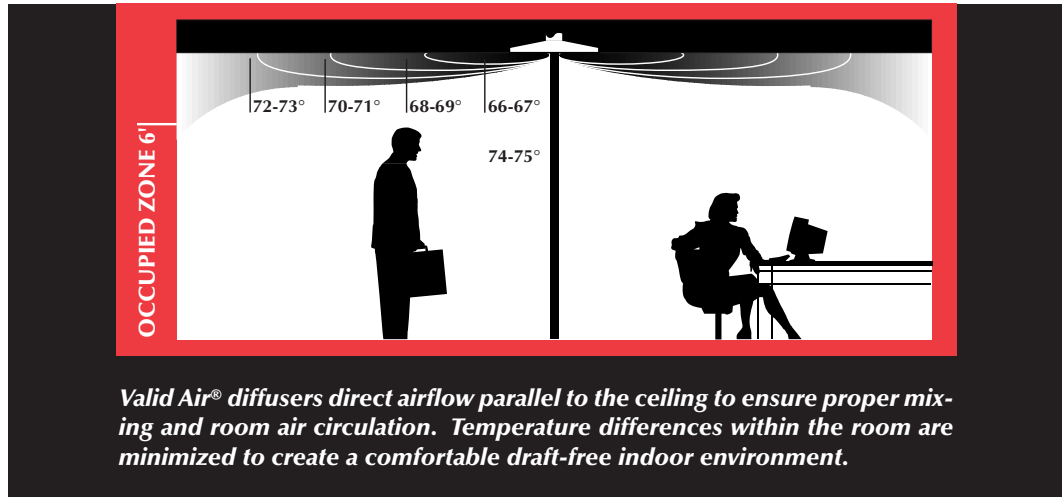 72-73° 70-71° 68-69° 66-67°
74-75°
OCCUPIED ZONE 6'
Valid Air® diffusers direct airflow parallel to the ceiling to ensure proper mix-
ing and room air circulation. Temperature differences within the room are
minimized to create a comfortable draft-free indoor environment.